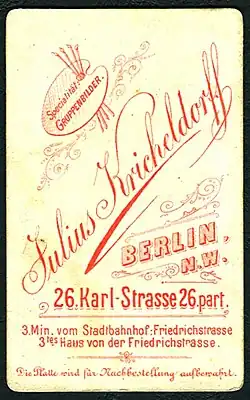 Specialität:
GRUPPENBILDER.
Julius Kricheldorff
BERLIN,
N.W.
26.Karl-Strasse 26.part.
3.Min. vom Stadtbahnhof:Friedrichstrasse
3tes Haus von der Friedrichstrasse.
Die Platte wird für Nachbestellung aufbewahrt.